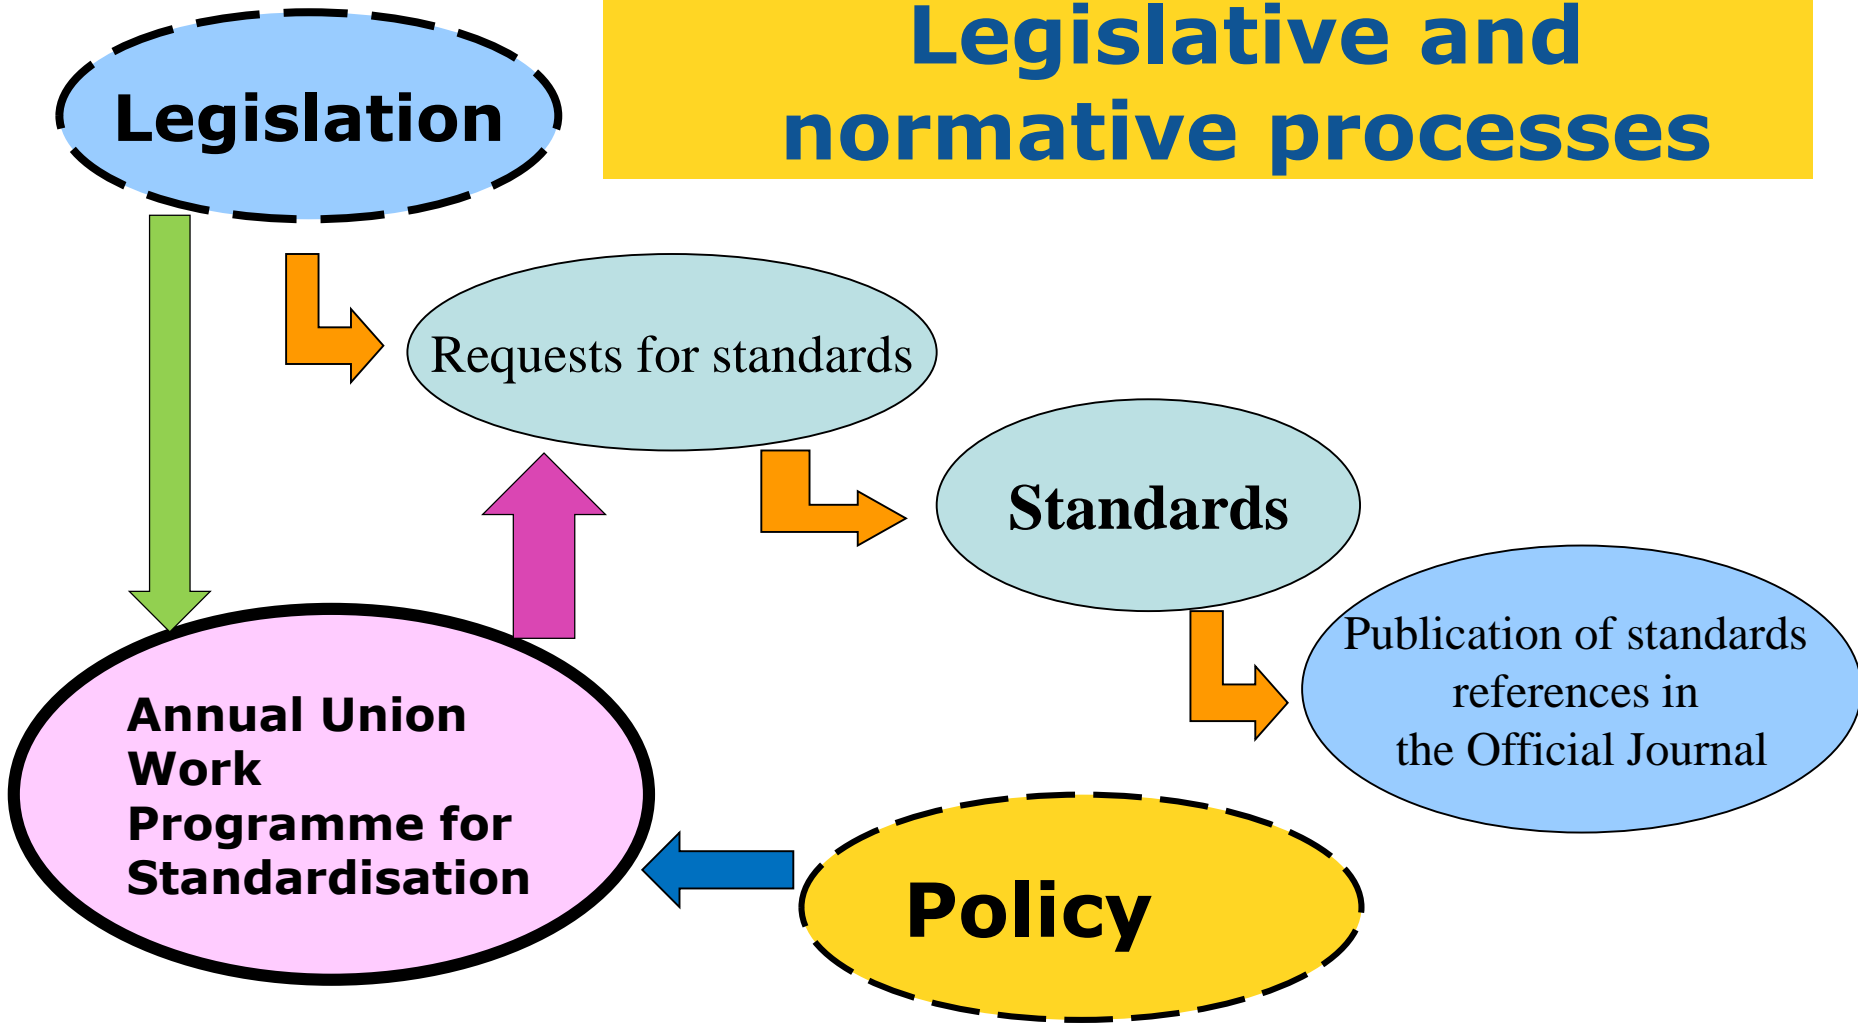 Legislative and
normative processes
Legislation
Requests for standards
Standards
Publication of standards
references in
the Official Journal
Annual Union
Work
Programme for
Standardisation
Policy